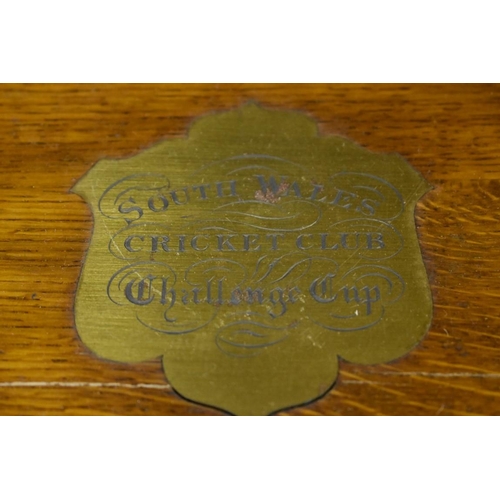 SOUTH WALES
CRICKET CLUB
Challenge Cup